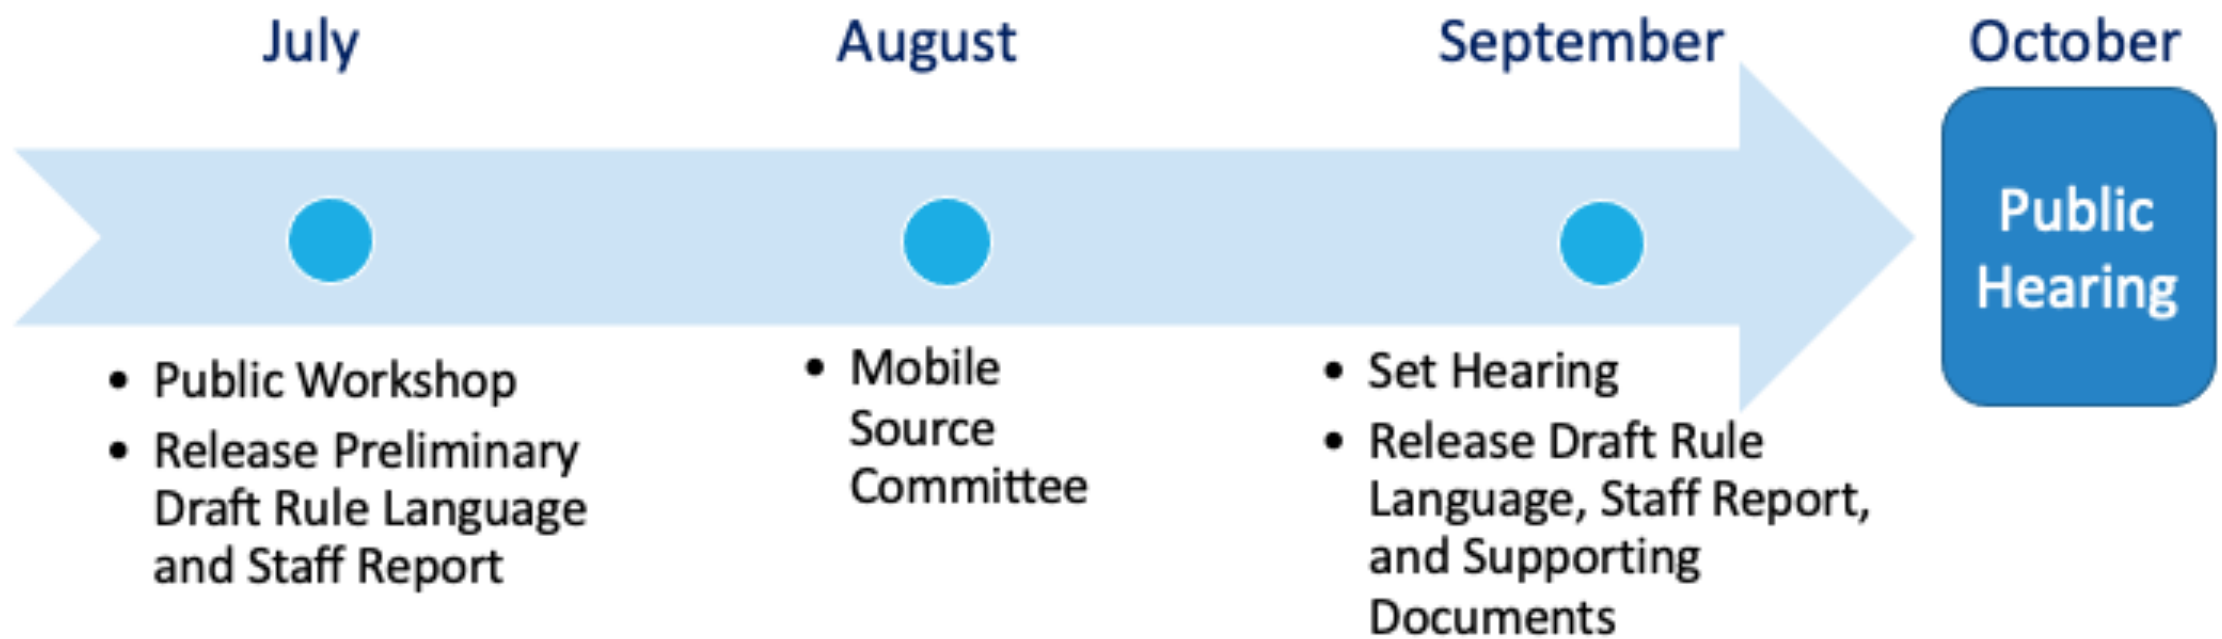 July
August
September
October
Public
Hearing
• Public Workshop
• Release Preliminary
Draft Rule Language
and Staff Report
• Mobile
Source
Committee
• Set Hearing
• Release Draft Rule
Language, Staff Report,
and Supporting
Documents